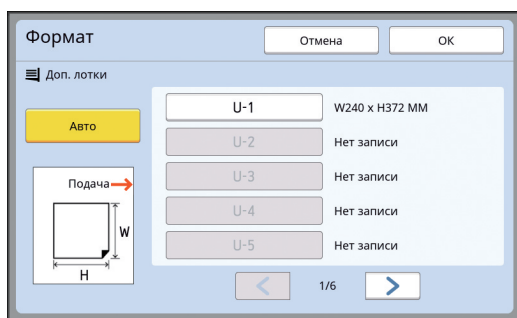 Формат
Отмена
ОК
Доп. лотки
Авто
U-1
W240 x H372 MM
U-2
Нет записи
U-3
Нет записи
U-4
Нет записи
U-5
Нет записи
Подача
W
H
1/6